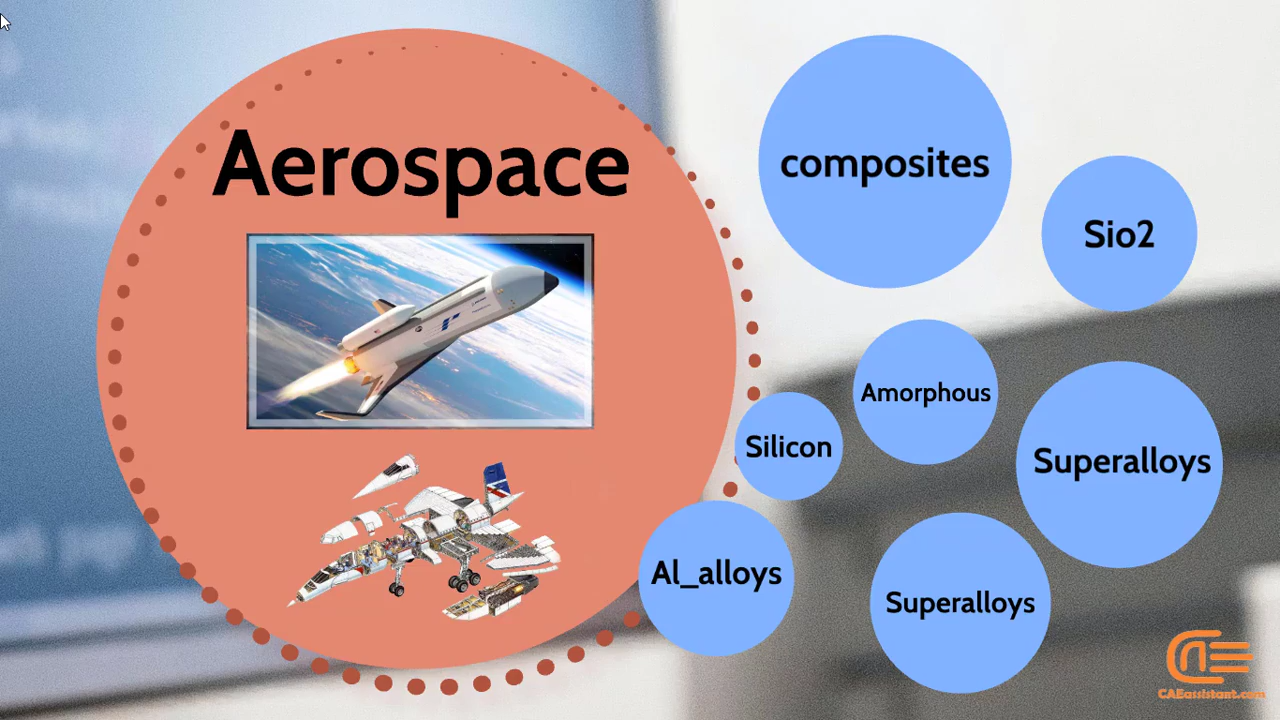 Aerospace
composites
Sio2
Amorphous
Silicon
Superalloys
Al_alloys
Superalloys
CAEassistant.com